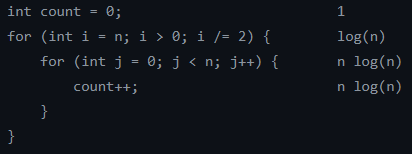 int count = 0; 1
for (int i = n; i > 0; i /= 2) { log(n)
for (int j = 0; j < n; j++) { n log(n)
count++; n log(n)
}
}